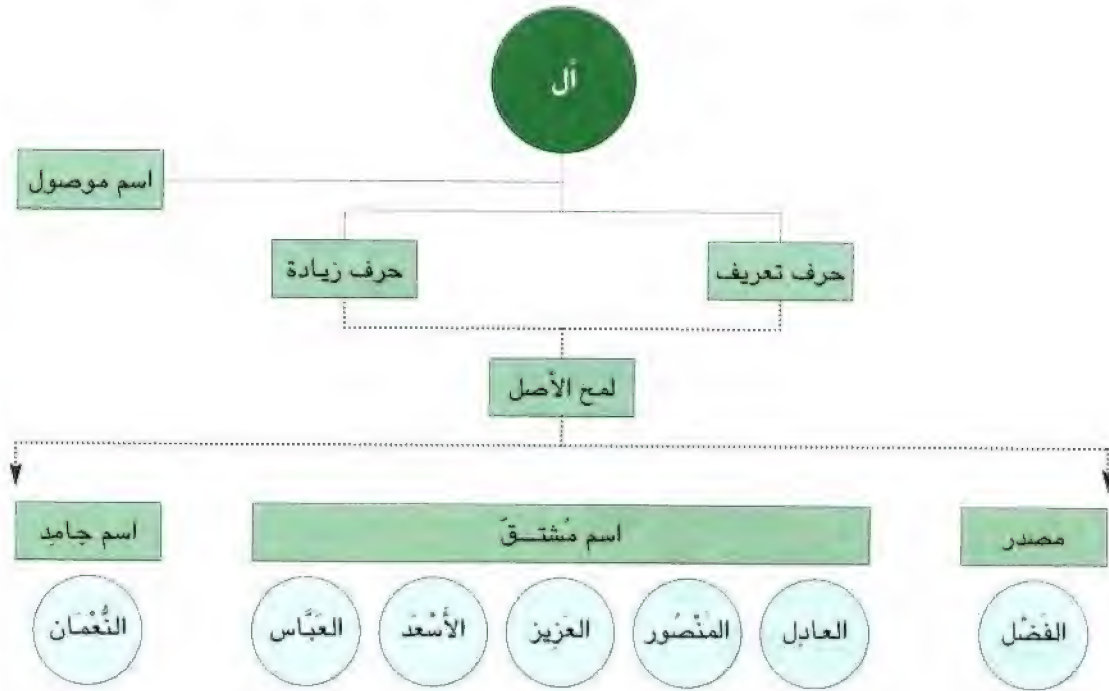 أل
اسم موصول
حرف تعريف
حرف زيادة
لمح الأصل
مصدر
اسم مُشتــقَ
اسم جامِد
الفَضْل
العادِل
المَنْصُور
العَزِيز
الأَسْعَد
العَبَّاس
النُّعْمَان